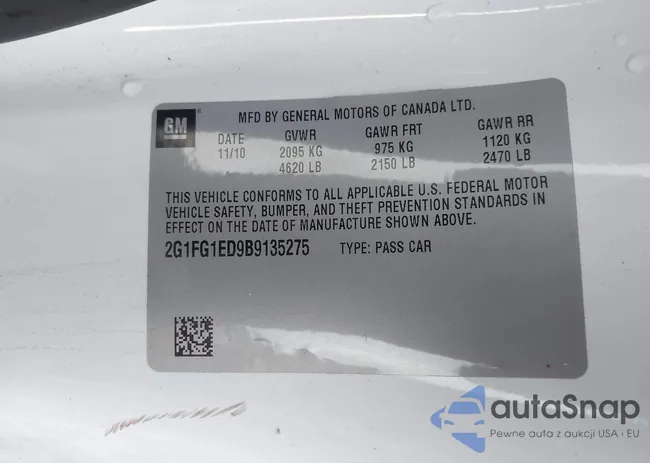 MFD BY GENERAL MOTORS OF CANADA LTD.
GM
DATE GVWR GAWR FRT GAWR RR
11/10 2095 KG 975 KG 1120 KG
4620 LB 2150 LB 2470 LB
THIS VEHICLE CONFORMS TO ALL APPLICABLE U.S. FEDERAL MOTOR
VEHICLE SAFETY, BUMPER, AND THEFT PREVENTION STANDARDS IN
EFFECT ON THE DATE OF MANUFACTURE SHOWN ABOVE.
2G1FG1ED9B9135275 TYPE: PASS CAR
autaSnap
Pewne auta z aukcji USA i EU